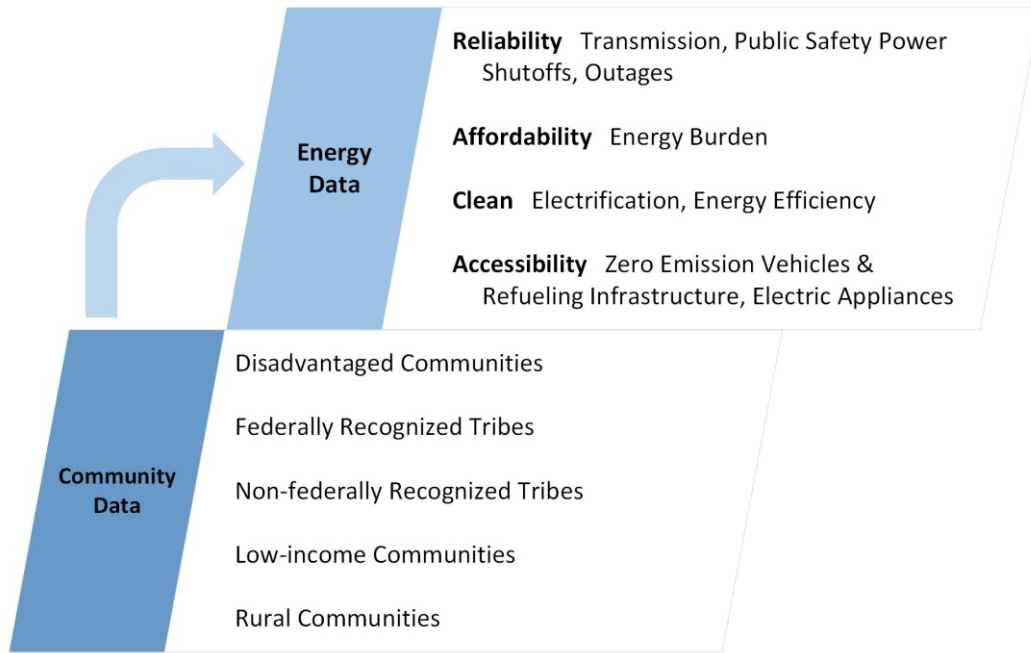 Energy
Data
Reliability Transmission, Public Safety Power
Shutoffs, Outages
Affordability Energy Burden
Clean Electrification, Energy Efficiency
Accessibility Zero Emission Vehicles &
Refueling Infrastructure, Electric Appliances
Community
Data
Disadvantaged Communities
Federally Recognized Tribes
Non-federally Recognized Tribes
Low-income Communities
Rural Communities